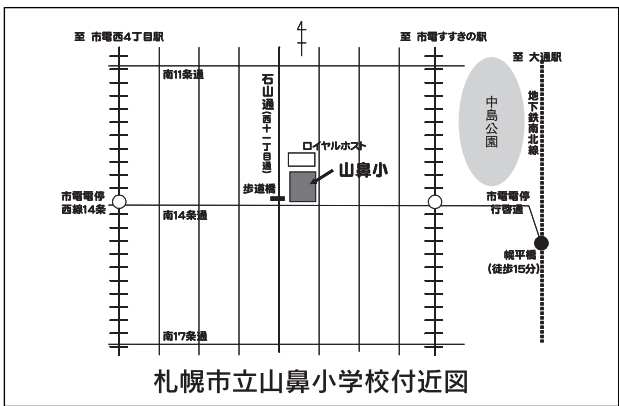 至 市電西4丁目駅
4
至 市電すすきの駅
至 大通駅
南11条通
石山通(西十一丁目通)
中島公園
地下鉄南北線
ロイヤルホスト
山鼻小
歩道橋
市電電停
西線14条
市電電停
行啓通
南14条通
幌平橋
(徒歩15分)
南17条通
札幌市立山鼻小学校付近図